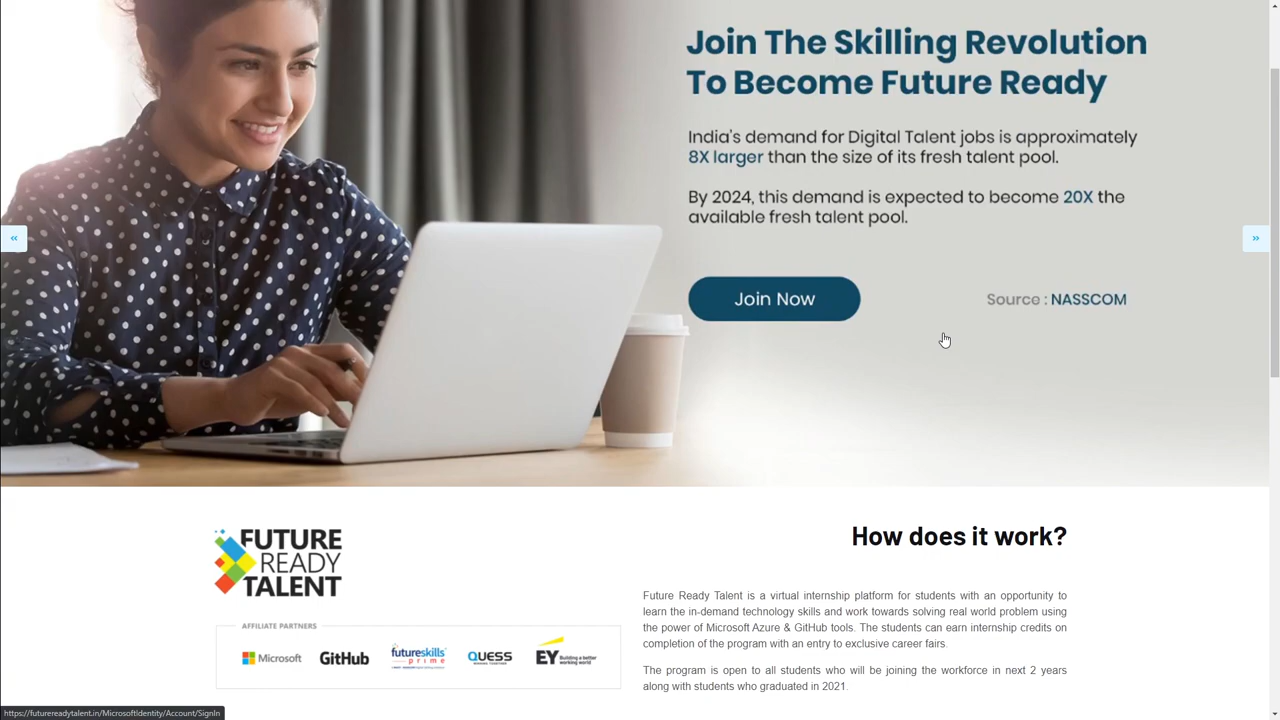 Join The Skilling Revolution
To Become Future Ready
India's demand for Digital Talent jobs is approximately
8X larger than the size of its fresh talent pool.
By 2024, this demand is expected to become 20X the
available fresh talent pool.
«
»
Join Now
Source : NASSCOM
FUTURE
READY
TALENT
How does it work?
Future Ready Talent is a virtual internship platform for students with an opportunity to
learn the in-demand technology skills and work towards solving real world problem using
the power of Microsoft Azure & GitHub tools. The students can earn internship credits on
completion of the program with an entry to exclusive career fairs.
The program is open to all students who will be joining the workforce in next 2 years
along with students who graduated in 2021.
AFFILIATE PARTNERS
Microsoft
GitHub
futureskills
prime
QUESS
WINNING TOGETHER
EY
Building a better
working world
https://futurereadytalent.in/MicrosoftIdentity/Account/SignIn